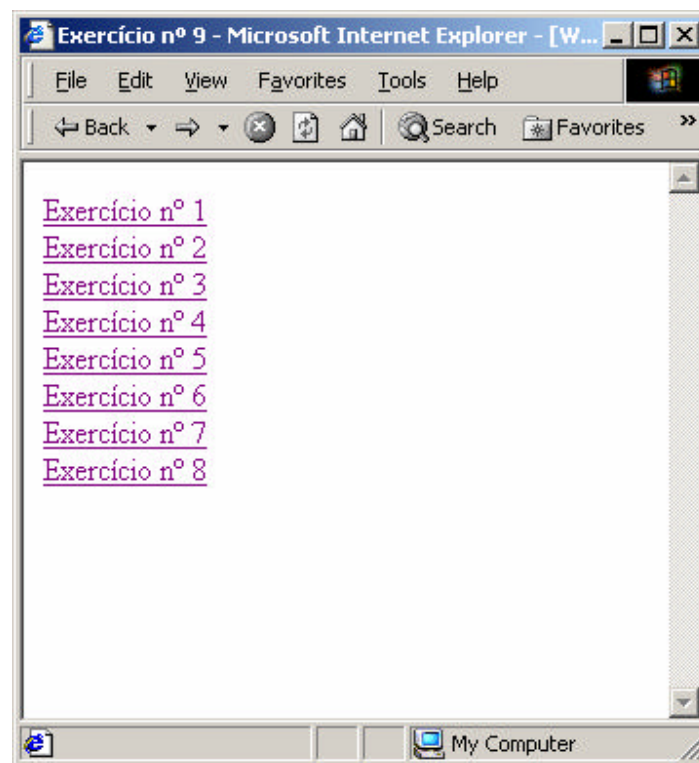 Exercício nº 9 - Microsoft Internet Explorer - [W...
File Edit View Favorites Tools Help
Back Search Favorites »
Exercício nº 1
Exercício nº 2
Exercício nº 3
Exercício nº 4
Exercício nº 5
Exercício nº 6
Exercício nº 7
Exercício nº 8
My Computer